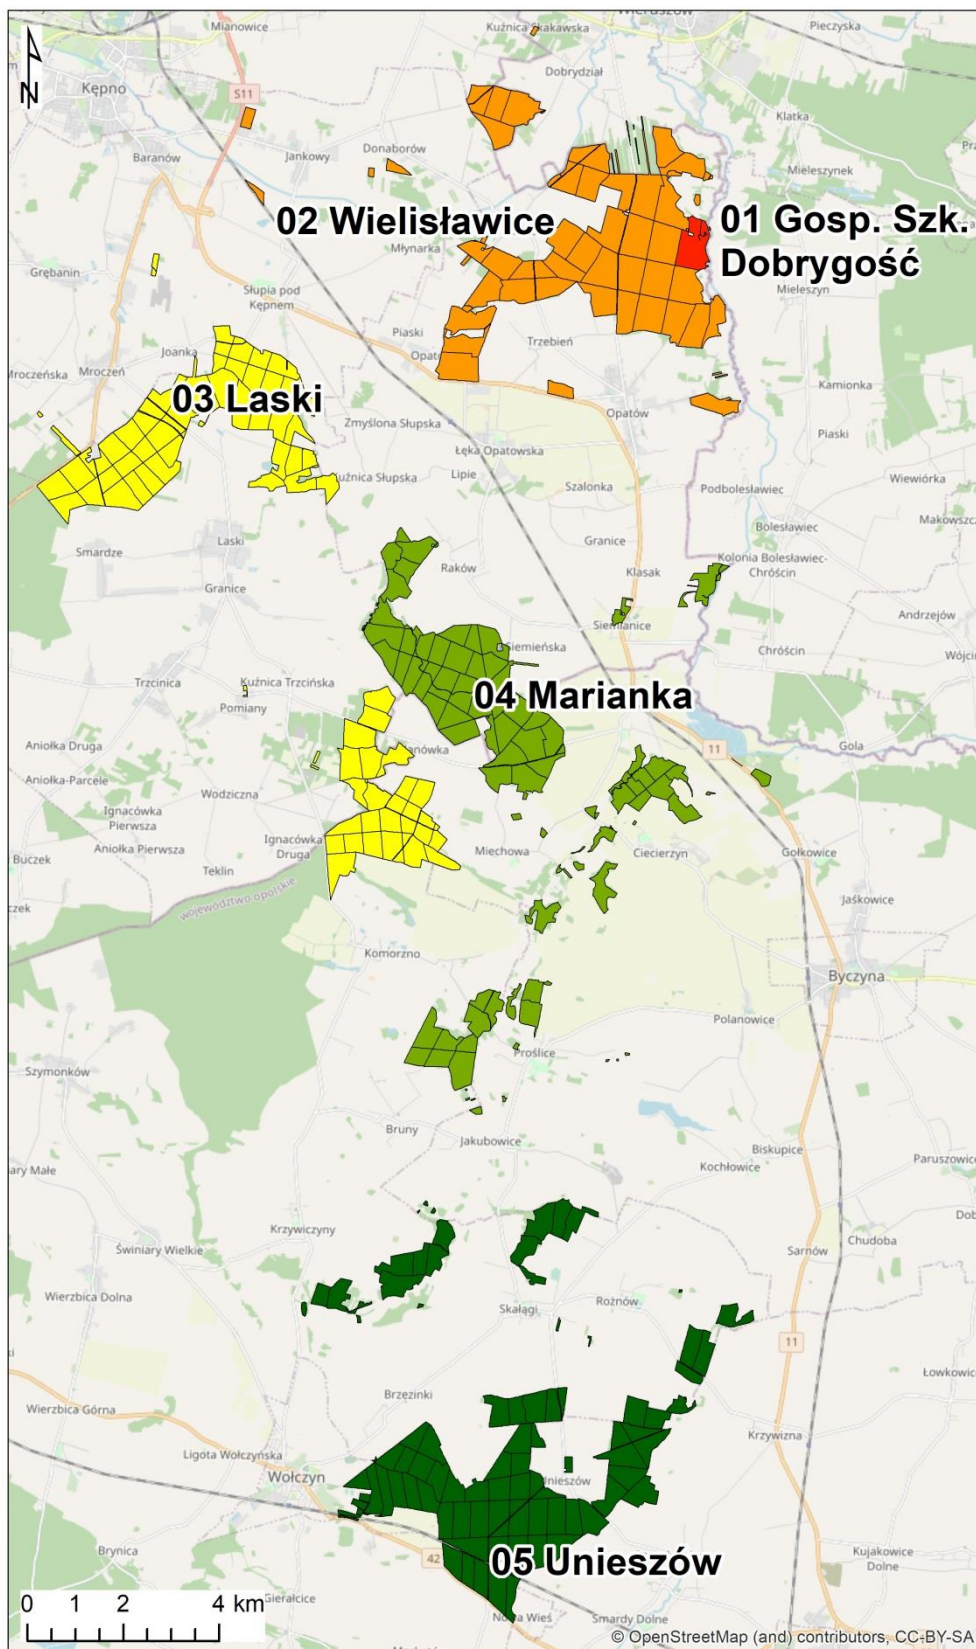 Mianowice
Kuźnica Skakawska
Wieruszów
Pieczyska
Kępno
Dobrydział
S11
Klatka
Baranów
Jankowy
Donaborów
Mieleszynek
02 Wielisławice
01 Gosp. Szk.
Dobrygość
Młynarka
Grębanin
Słupia pod
Kępnem
Mieleszyn
Joanka
Piaski
Trzebień
Mroczeńska
Mroczeń
Kamionka
03 Laski
Opatów
Zmyślona Słupska
Piaski
Łęka Opatowska
Kuźnica Słupska
Lipie
Wiewiórka
Szalonka
Podbolesławiec
Bolesławiec
Smardze
Laski
Granice
Kolonia Bolesławiec-
Chróścin
Raków
Klasak
Granice
Andrzejów
Siemianice
Siemieńska
Chróścin
Trzcinica
Kuźnica Trzcińska
04 Marianka
Pomiany
Aniołka Druga
11
Gola
Aniołka-Parcele
Wodziczna
Ignacówka
Pierwsza
Ignacówka
Druga
Aniołka Pierwsza
Miechowa
Ciecierzyn
Gołkowice
Buczek
Teklin
województwo opolskie
Jaśkowice
Komorzno
Byczyna
Polanowice
Proślice
Szymonków
Bruny
Jakubowice
Biskupice
Kochłowice
Paruszowice
Krzywiczyny
Świniary Wielkie
Chudoba
Sarnów
Wierzbica Dolna
Skałągi
Rożnów
11
Brzezinki
Wierzbica Górna
Krzywizna
Ligota Wołczyńska
Wołczyn
Unieszów
05 Unieszów
Brynica
42
Kujakowice
Dolne
0 1 2 4 km
Gierałcice
Nowa Wieś
Smardy Dolne
© OpenStreetMap (and) contributors, CC-BY-SA